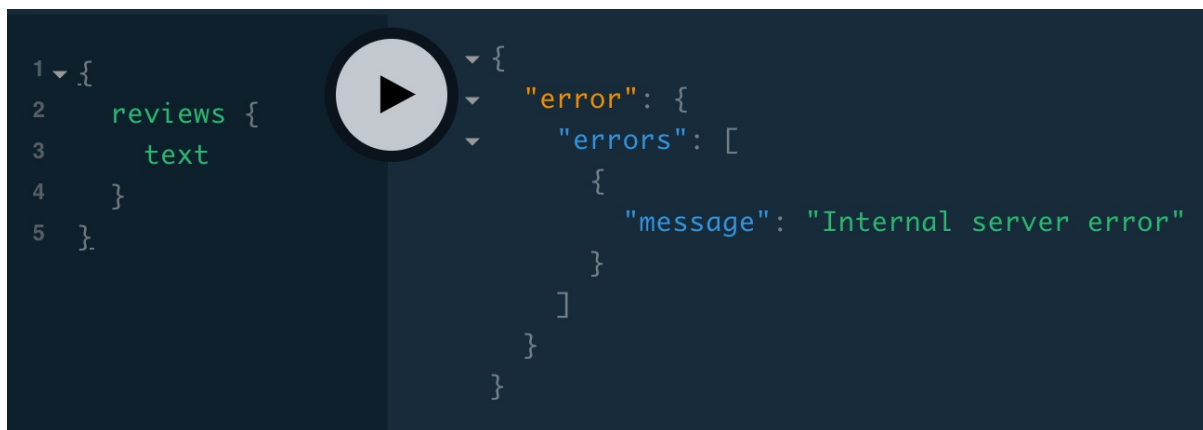 1 {
2 reviews {
3 text
4 }
5 }
{
"error": {
"errors": [
{
"message": "Internal server error"
}
]
}
}